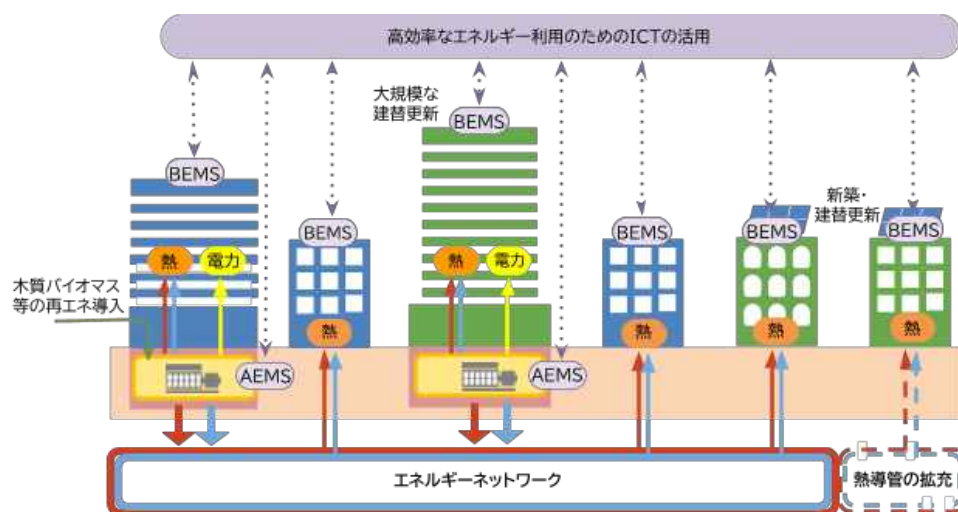 高効率なエネルギー利用のためのICTの活用
大規模な
建替更新
BEMS
BEMS
新築・
建替更新
BEMS
BEMS
BEMS
BEMS
熱
電力
熱
電力
木質バイオマス
等の再エネ導入
熱
熱
熱
熱
AEMS
AEMS
エネルギーネットワーク
熱導管の拡充